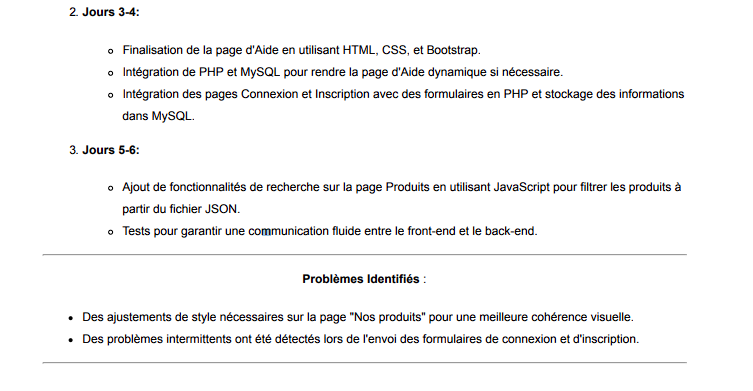 2. Jours 3-4:
Finalisation de la page d'Aide en utilisant HTML, CSS, et Bootstrap.
Intégration de PHP et MySQL pour rendre la page d'Aide dynamique si nécessaire.
Intégration des pages Connexion et Inscription avec des formulaires en PHP et stockage des informations
dans MySQL.
3. Jours 5-6:
Ajout de fonctionnalités de recherche sur la page Produits en utilisant JavaScript pour filtrer les produits à
partir du fichier JSON.
Tests pour garantir une communication fluide entre le front-end et le back-end.
Problèmes Identifiés :
Des ajustements de style nécessaires sur la page "Nos produits" pour une meilleure cohérence visuelle.
Des problèmes intermittents ont été détectés lors de l'envoi des formulaires de connexion et d'inscription.